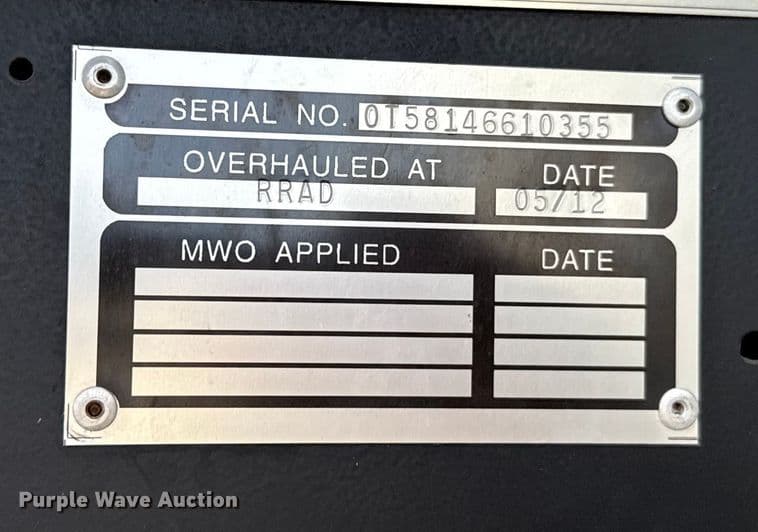 SERIAL NO. 0T58146610355
OVERHAULED AT DATE
RRAD 05/12
MWO APPLIED DATE
Purple Wave Auction